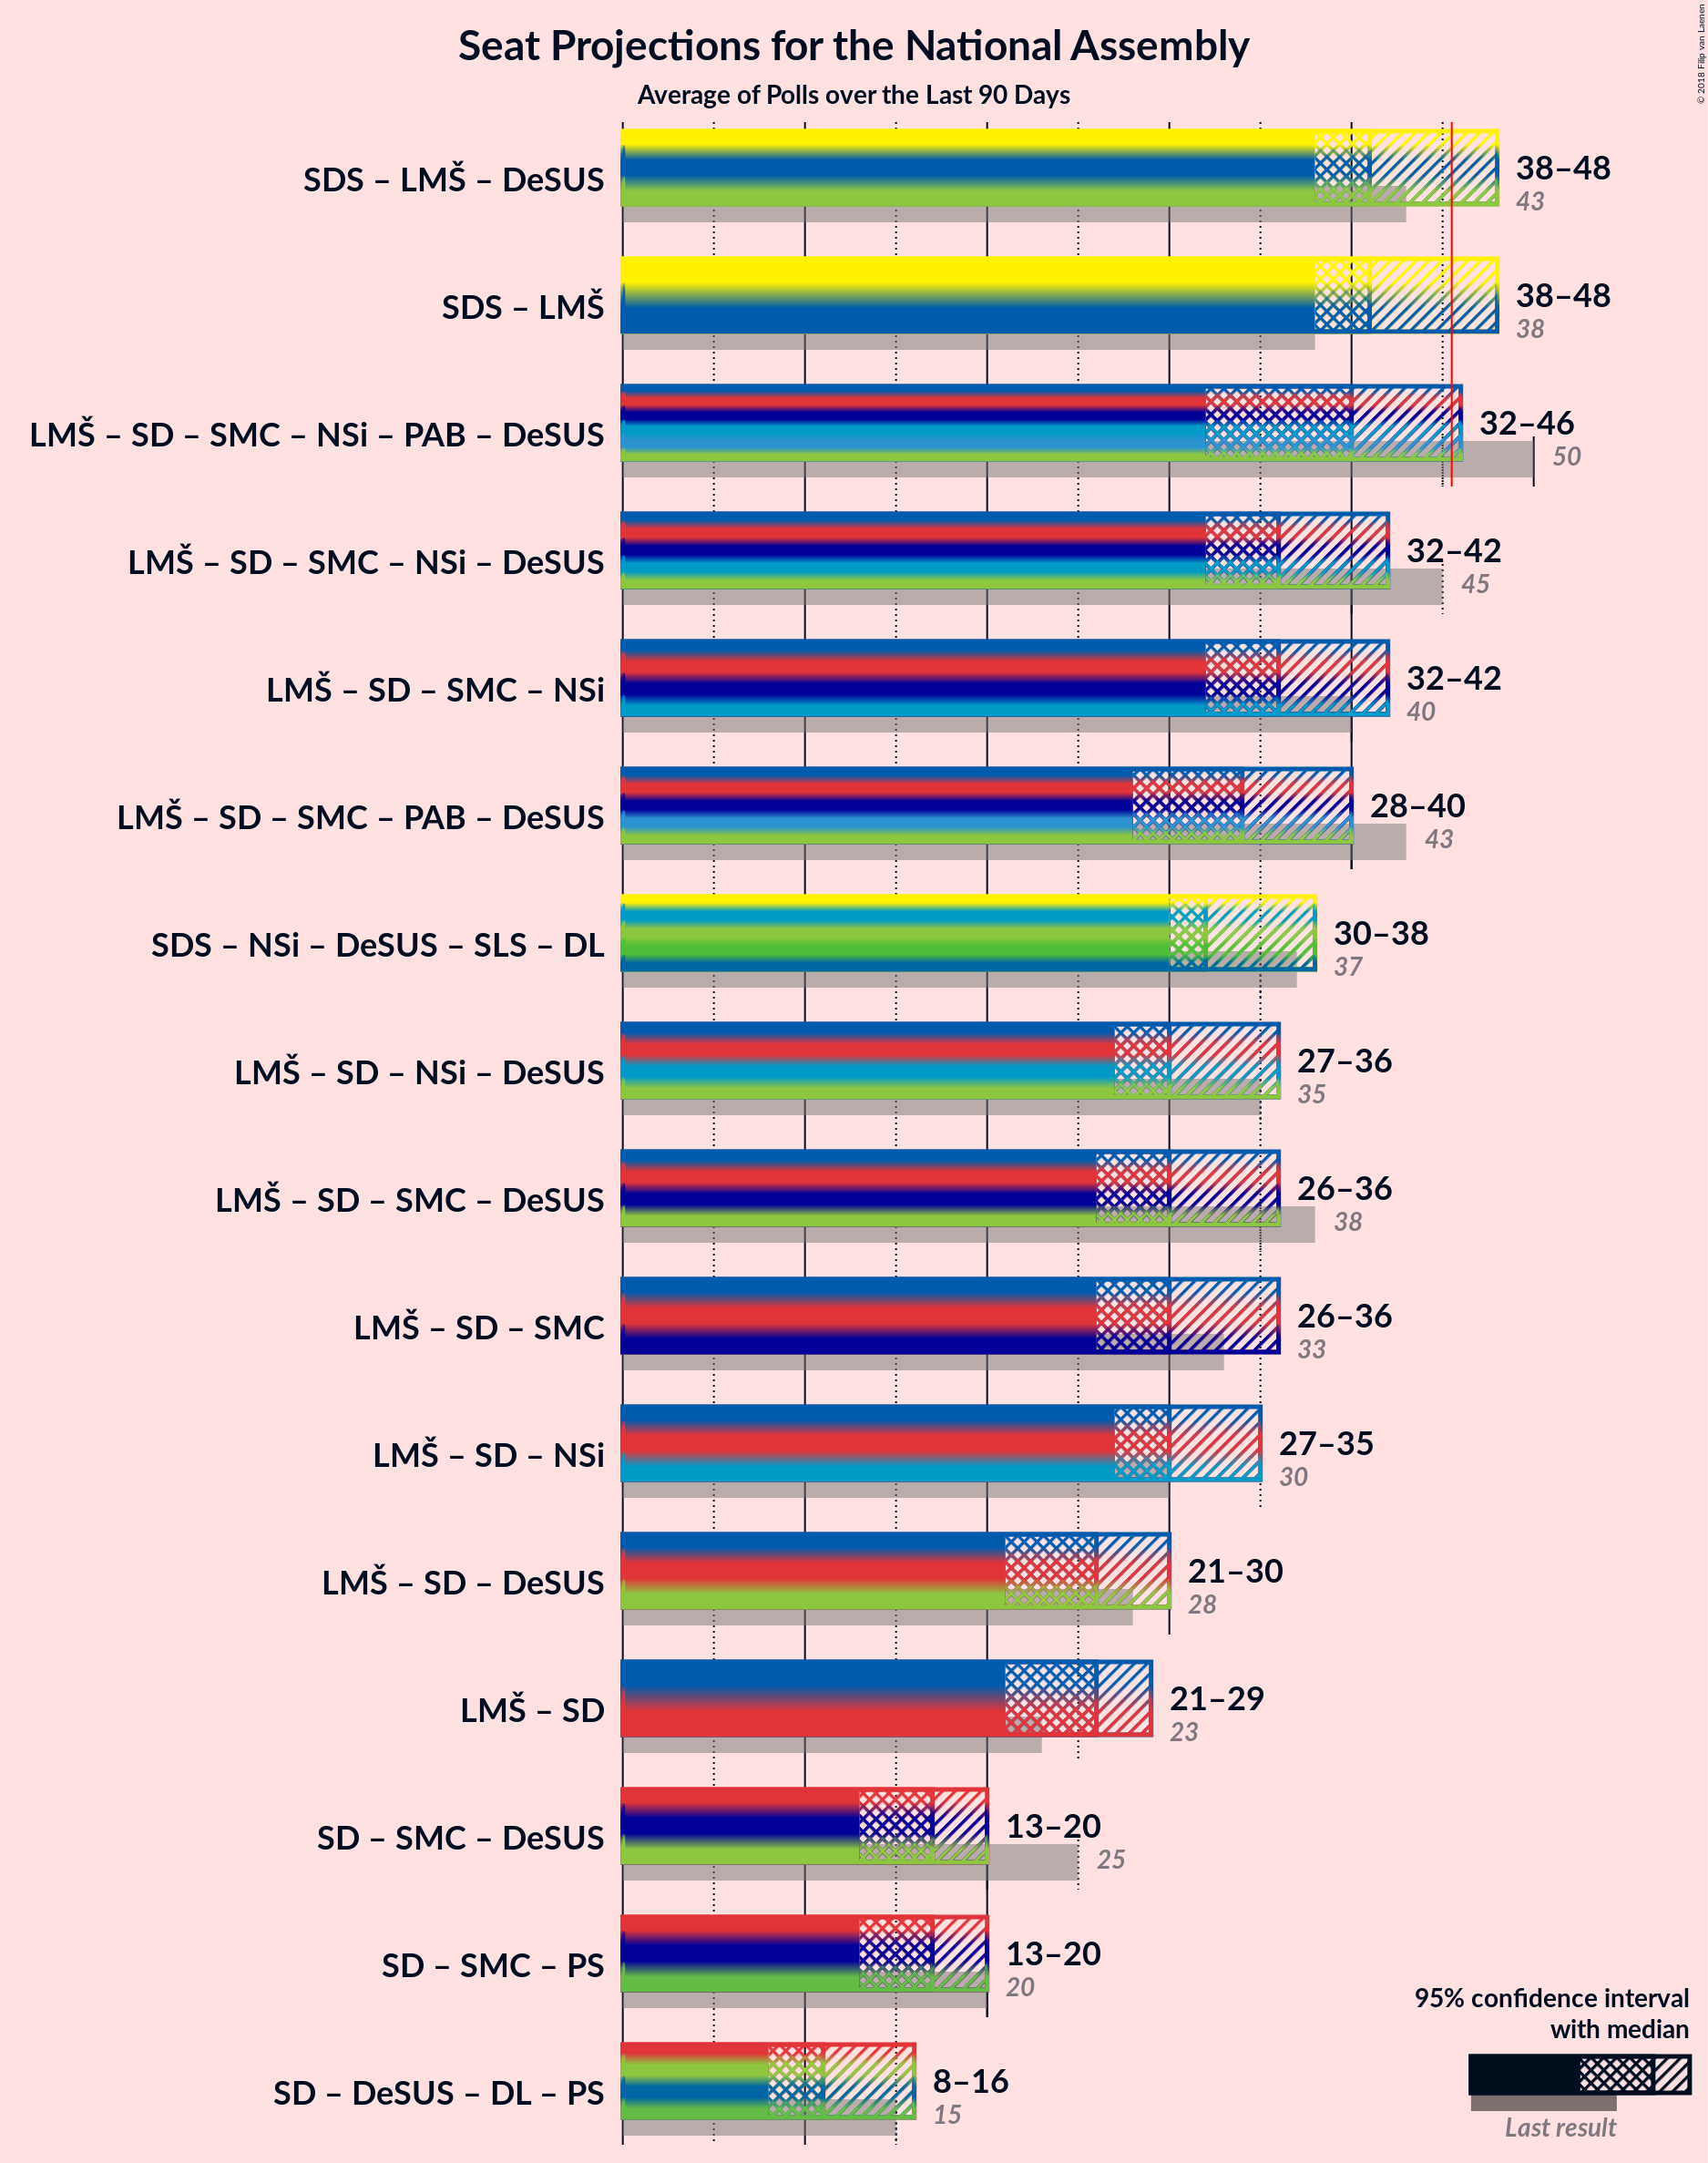 © 2018 Filip van Laenen
Seat Projections for the National Assembly
Average of Polls over the Last 90 Days
SDS – LMŠ – DeSUS
38–48
43
SDS – LMŠ
38–48
38
LMŠ – SD – SMC – NSi – PAB – DeSUS
32–46
50
LMŠ – SD – SMC – NSi – DeSUS
32–42
45
LMŠ – SD – SMC – NSi
32–42
40
LMŠ – SD – SMC – PAB – DeSUS
28–40
43
SDS – NSi – DeSUS – SLS – DL
30–38
37
LMŠ – SD – NSi – DeSUS
27–36
35
LMŠ – SD – SMC – DeSUS
26–36
38
LMŠ – SD – SMC
26–36
33
LMŠ – SD – NSi
27–35
30
LMŠ – SD – DeSUS
21–30
28
LMŠ – SD
21–29
23
SD – SMC – DeSUS
13–20
25
SD – SMC – PS
13–20
20
SD – DeSUS – DL – PS
8–16
15
95% confidence interval
with median
Last result